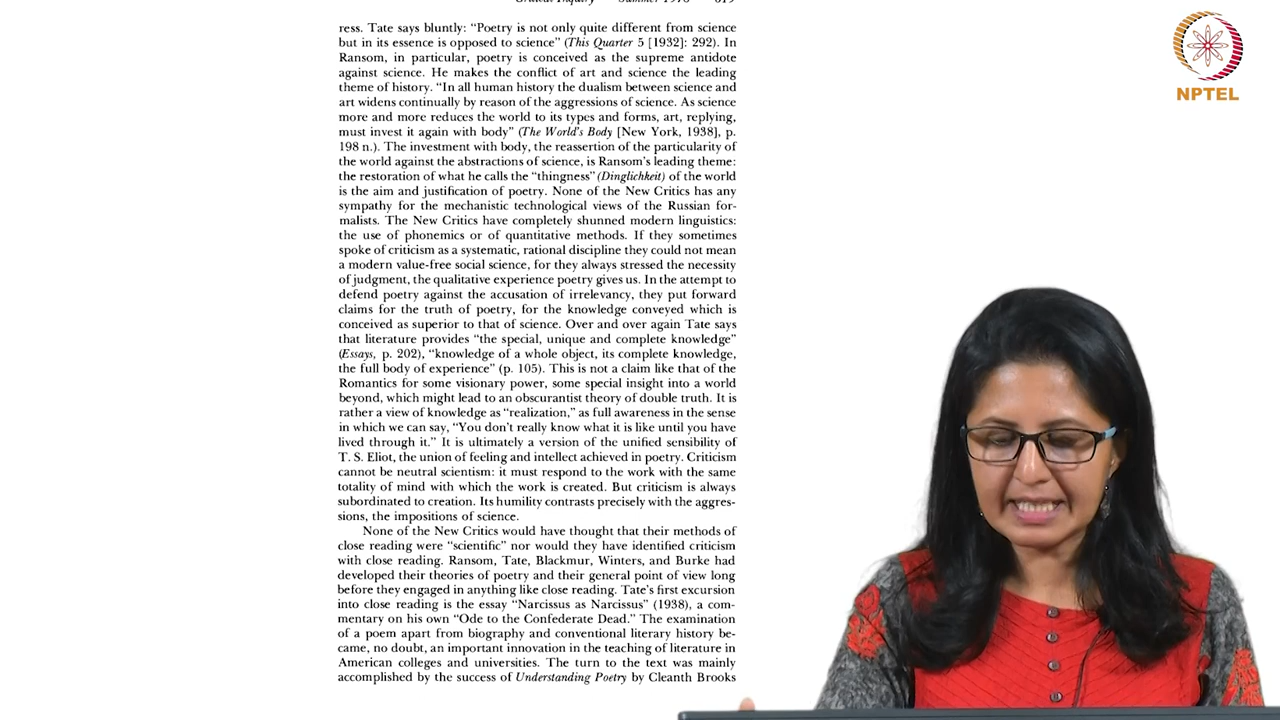 Critical Inquiry Summer 1978 619
ress. Tate says bluntly: “Poetry is not only quite different from science
but in its essence is opposed to science” (This Quarter 5 [1932]: 292). In
Ransom, in particular, poetry is conceived as the supreme antidote
against science. He makes the conflict of art and science the leading
theme of history. “In all human history the dualism between science and
art widens continually by reason of the aggressions of science. As science
more and more reduces the world to its types and forms, art, replying,
must invest it again with body” (The World's Body [New York, 1938], p.
198 n.). The investment with body, the reassertion of the particularity of
the world against the abstractions of science, is Ransom's leading theme:
the restoration of what he calls the “thingness” (Dinglichkeit) of the world
is the aim and justification of poetry. None of the New Critics has any
sympathy for the mechanistic technological views of the Russian for-
malists. The New Critics have completely shunned modern linguistics:
the use of phonemics or of quantitative methods. If they sometimes
spoke of criticism as a systematic, rational discipline they could not mean
a modern value-free social science, for they always stressed the necessity
of judgment, the qualitative experience poetry gives us. In the attempt to
defend poetry against the accusation of irrelevancy, they put forward
claims for the truth of poetry, for the knowledge conveyed which is
conceived as superior to that of science. Over and over again Tate says
that literature provides “the special, unique and complete knowledge”
(Essays, p. 202), “knowledge of a whole object, its complete knowledge,
the full body of experience” (p. 105). This is not a claim like that of the
Romantics for some visionary power, some special insight into a world
beyond, which might lead to an obscurantist theory of double truth. It is
rather a view of knowledge as “realization,” as full awareness in the sense
in which we can say, “You don't really know what it is like until you have
lived through it.” It is ultimately a version of the unified sensibility of
T. S. Eliot, the union of feeling and intellect achieved in poetry. Criticism
cannot be neutral scientism: it must respond to the work with the same
totality of mind with which the work is created. But criticism is always
subordinated to creation. Its humility contrasts precisely with the aggres-
sions, the impositions of science.
None of the New Critics would have thought that their methods of
close reading were “scientific” nor would they have identified criticism
with close reading. Ransom, Tate, Blackmur, Winters, and Burke had
developed their theories of poetry and their general point of view long
before they engaged in anything like close reading. Tate's first excursion
into close reading is the essay “Narcissus as Narcissus” (1938), a com-
mentary on his own “Ode to the Confederate Dead.” The examination
of a poem apart from biography and conventional literary history be-
came, no doubt, an important innovation in the teaching of literature in
American colleges and universities. The turn to the text was mainly
accomplished by the success of Understanding Poetry by Cleanth Brooks
NPTEL